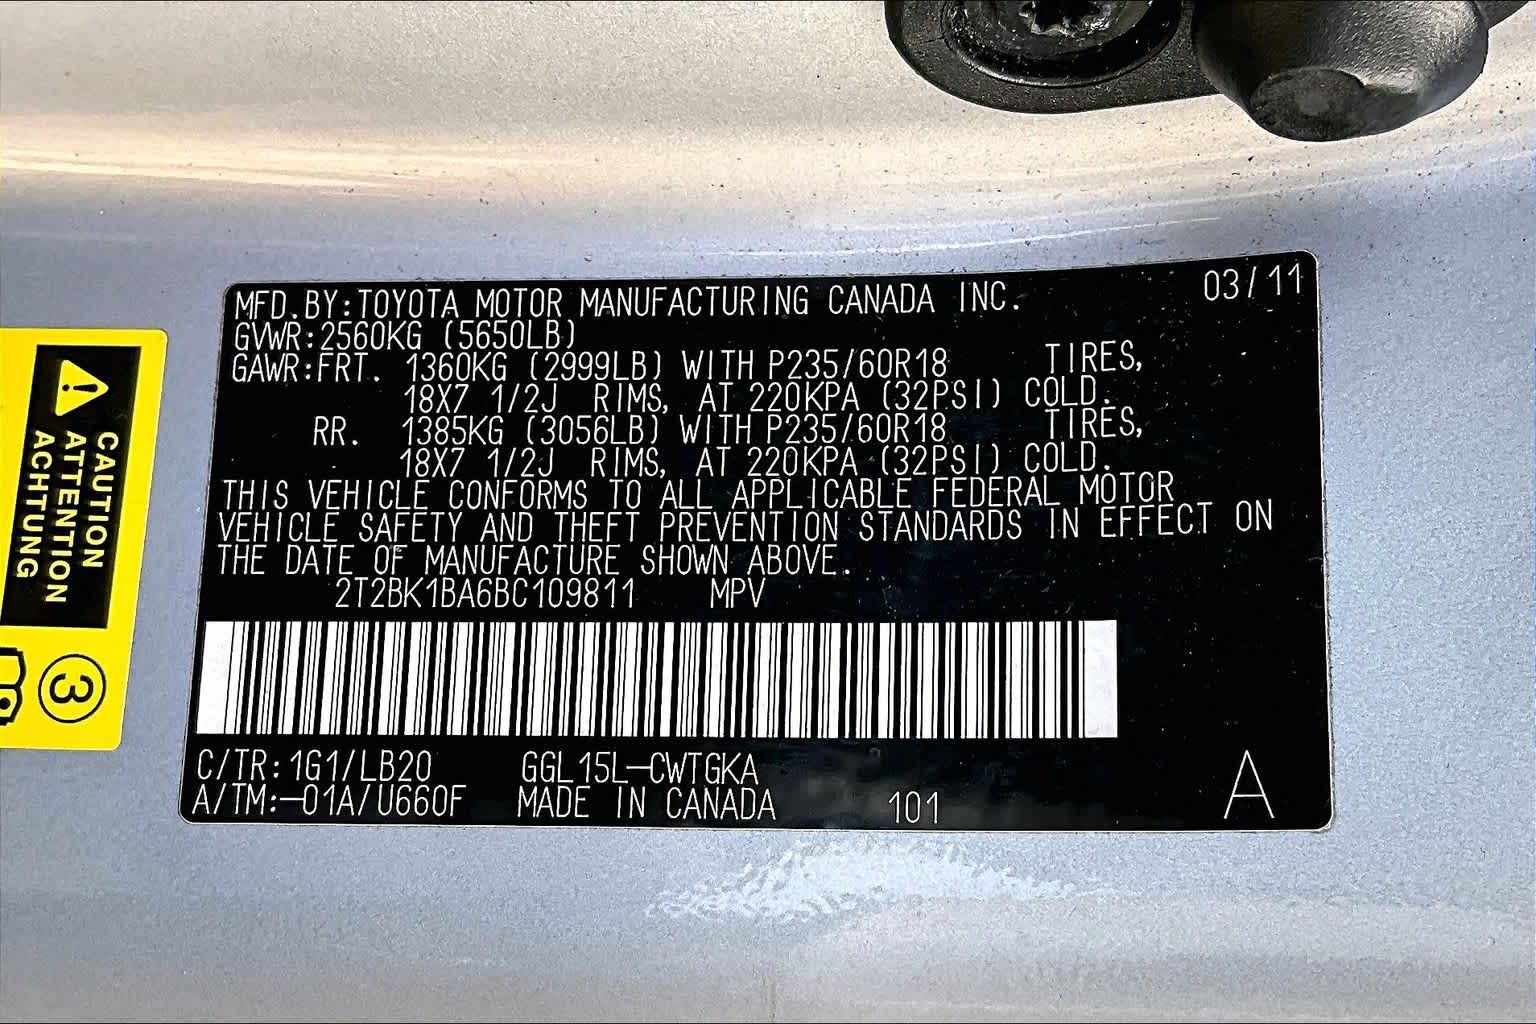 MFD.BY:TOYOTA MOTOR MANUFACTURING CANADA INC. 03/11
GVWR:2560KG (5650LB)
GAWR:FRT. 1360KG (2999LB) WITH P235/60R18 TIRES,
18X7 1/2J RIMS, AT 220KPA (32PSI) COLD.
RR. 1385KG (3056LB) WITH P235/60R18 TIRES,
18X7 1/2J RIMS, AT 220KPA (32PSI) COLD.
THIS VEHICLE CONFORMS TO ALL APPLICABLE FEDERAL MOTOR
VEHICLE SAFETY AND THEFT PREVENTION STANDARDS IN EFFECT ON
THE DATE OF MANUFACTURE SHOWN ABOVE.
2T2BK1BA6BC109811 MPV
C/TR:1G1/LB20 GGL15L-CWTGKA
A/TM:-01A/U660F MADE IN CANADA 101 A
CAUTION
ATTENTION
ACHTUNG
3